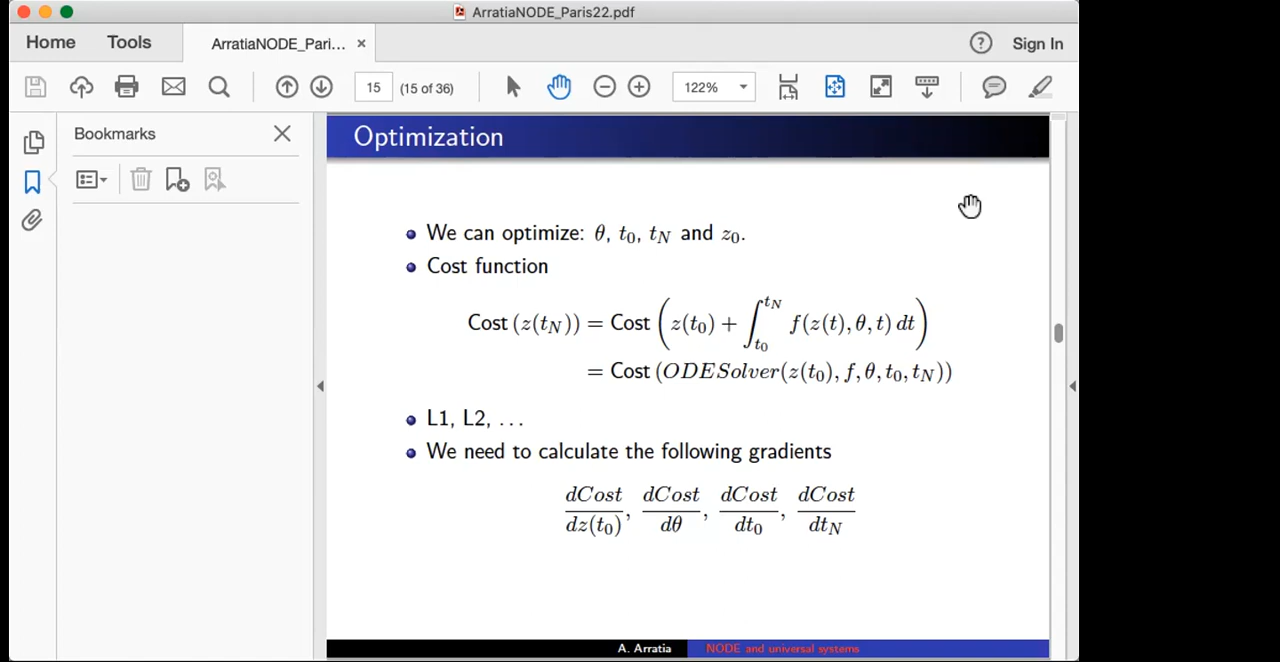 ArratiaNODE_Paris22.pdf
Home Tools ArratiaNODE_Pari... × ? Sign In
15 (15 of 36) 122%
Bookmarks
Optimization
We can optimize: θ, t₀, t_N and z₀.
Cost function
Cost (z(t_N)) = Cost ( z(t₀) + ∫_{t₀}^{t_N} f(z(t), θ, t) dt )
= Cost (ODESolver(z(t₀), f, θ, t₀, t_N))
L1, L2, ...
We need to calculate the following gradients
dCost/dz(t₀), dCost/dθ, dCost/dt₀, dCost/dt_N
A. Arratia NODE and universal systems